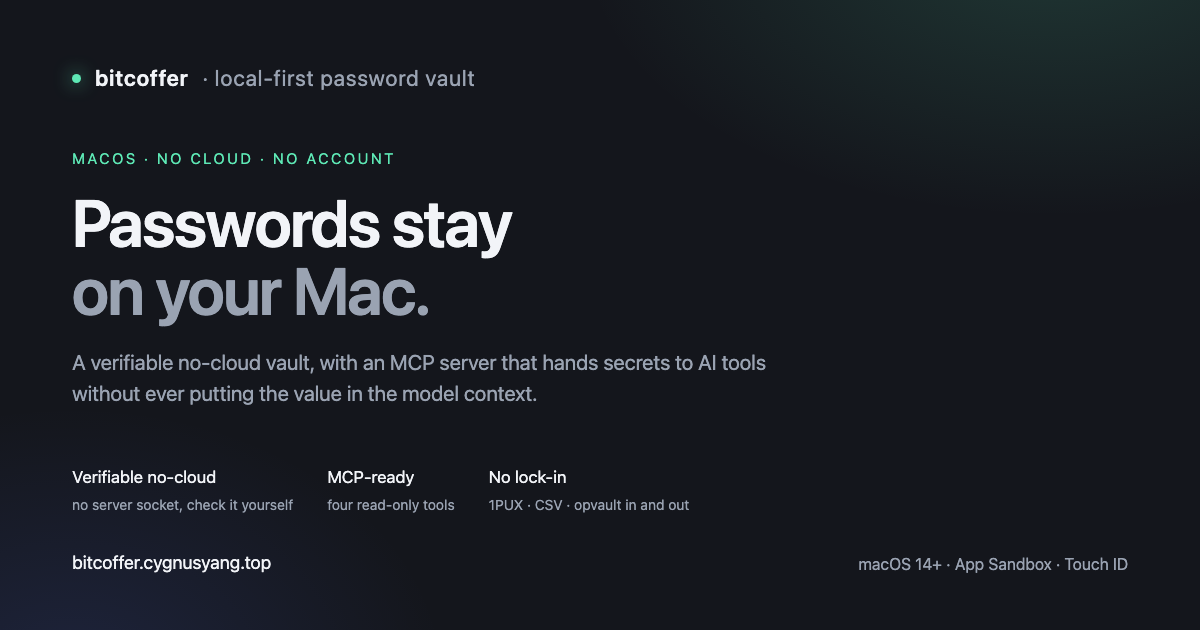 bitcoffer · local-first password vault
MACOS · NO CLOUD · NO ACCOUNT
Passwords stay
on your Mac.
A verifiable no-cloud vault, with an MCP server that hands secrets to AI tools
without ever putting the value in the model context.
Verifiable no-cloud
no server socket, check it yourself
MCP-ready
four read-only tools
No lock-in
1PUX · CSV · opvault in and out
bitcoffer.cygnusyang.top
macOS 14+ · App Sandbox · Touch ID